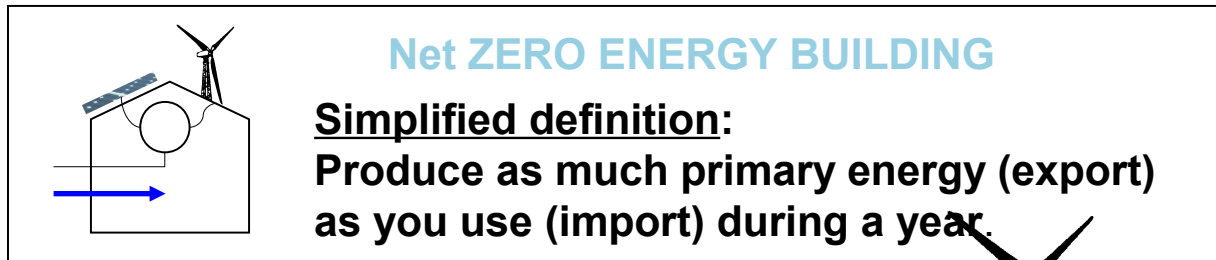 Net ZERO ENERGY BUILDING
Simplified definition:
Produce as much primary energy (export)
as you use (import) during a year.